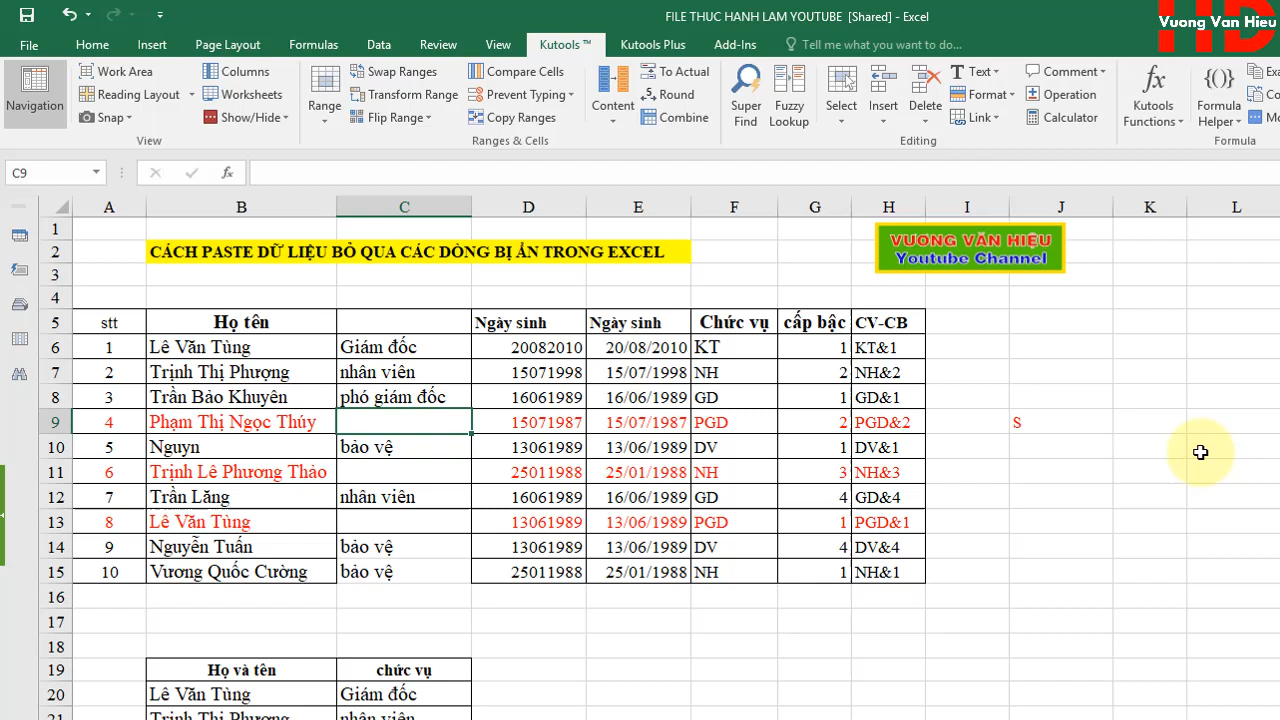 FILE THUC HANH LAM YOUTUBE [Shared] - Excel
Vuong Van Hieu
HD
File Home Insert Page Layout Formulas Data Review View Kutools ™ Kutools Plus Add-Ins Tell me what you want to do...
Navigation
Work Area
Reading Layout
Snap
Columns
Worksheets
Show/Hide
View
Range
Swap Ranges
Transform Range
Flip Range
Compare Cells
Prevent Typing
Copy Ranges
Ranges & Cells
Content
To Actual
Round
Combine
Super Find
Fuzzy Lookup
Select
Insert
Delete
Text
Format
Link
Comment
Operation
Calculator
Editing
Kutools Functions
Formula Helper
Exa
Co
Mo
Formula
C9
fx
A B C D E F G H I J K L
1
2 CÁCH PASTE DỮ LIỆU BỎ QUA CÁC DÒNG BỊ ẨN TRONG EXCEL
VƯƠNG VĂN HIỆU
Youtube Channel
3
4
5 stt Họ tên Ngày sinh Ngày sinh Chức vụ cấp bậc CV-CB
6 1 Lê Văn Tùng Giám đốc 20082010 20/08/2010 KT 1 KT&1
7 2 Trịnh Thị Phượng nhân viên 15071998 15/07/1998 NH 2 NH&2
8 3 Trần Bảo Khuyên phó giám đốc 16061989 16/06/1989 GD 1 GD&1
9 4 Phạm Thị Ngọc Thúy 15071987 15/07/1987 PGD 2 PGD&2 S
10 5 Nguyn bảo vệ 13061989 13/06/1989 DV 1 DV&1
11 6 Trịnh Lê Phương Thảo 25011988 25/01/1988 NH 3 NH&3
12 7 Trần Lăng nhân viên 16061989 16/06/1989 GD 4 GD&4
13 8 Lê Văn Tùng 13061989 13/06/1989 PGD 1 PGD&1
14 9 Nguyễn Tuấn bảo vệ 13061989 13/06/1989 DV 4 DV&4
15 10 Vương Quốc Cường bảo vệ 25011988 25/01/1988 NH 1 NH&1
16
17
18
19 Họ và tên chức vụ
20 Lê Văn Tùng Giám đốc
21 Trịnh Thị Phượng nhân viên